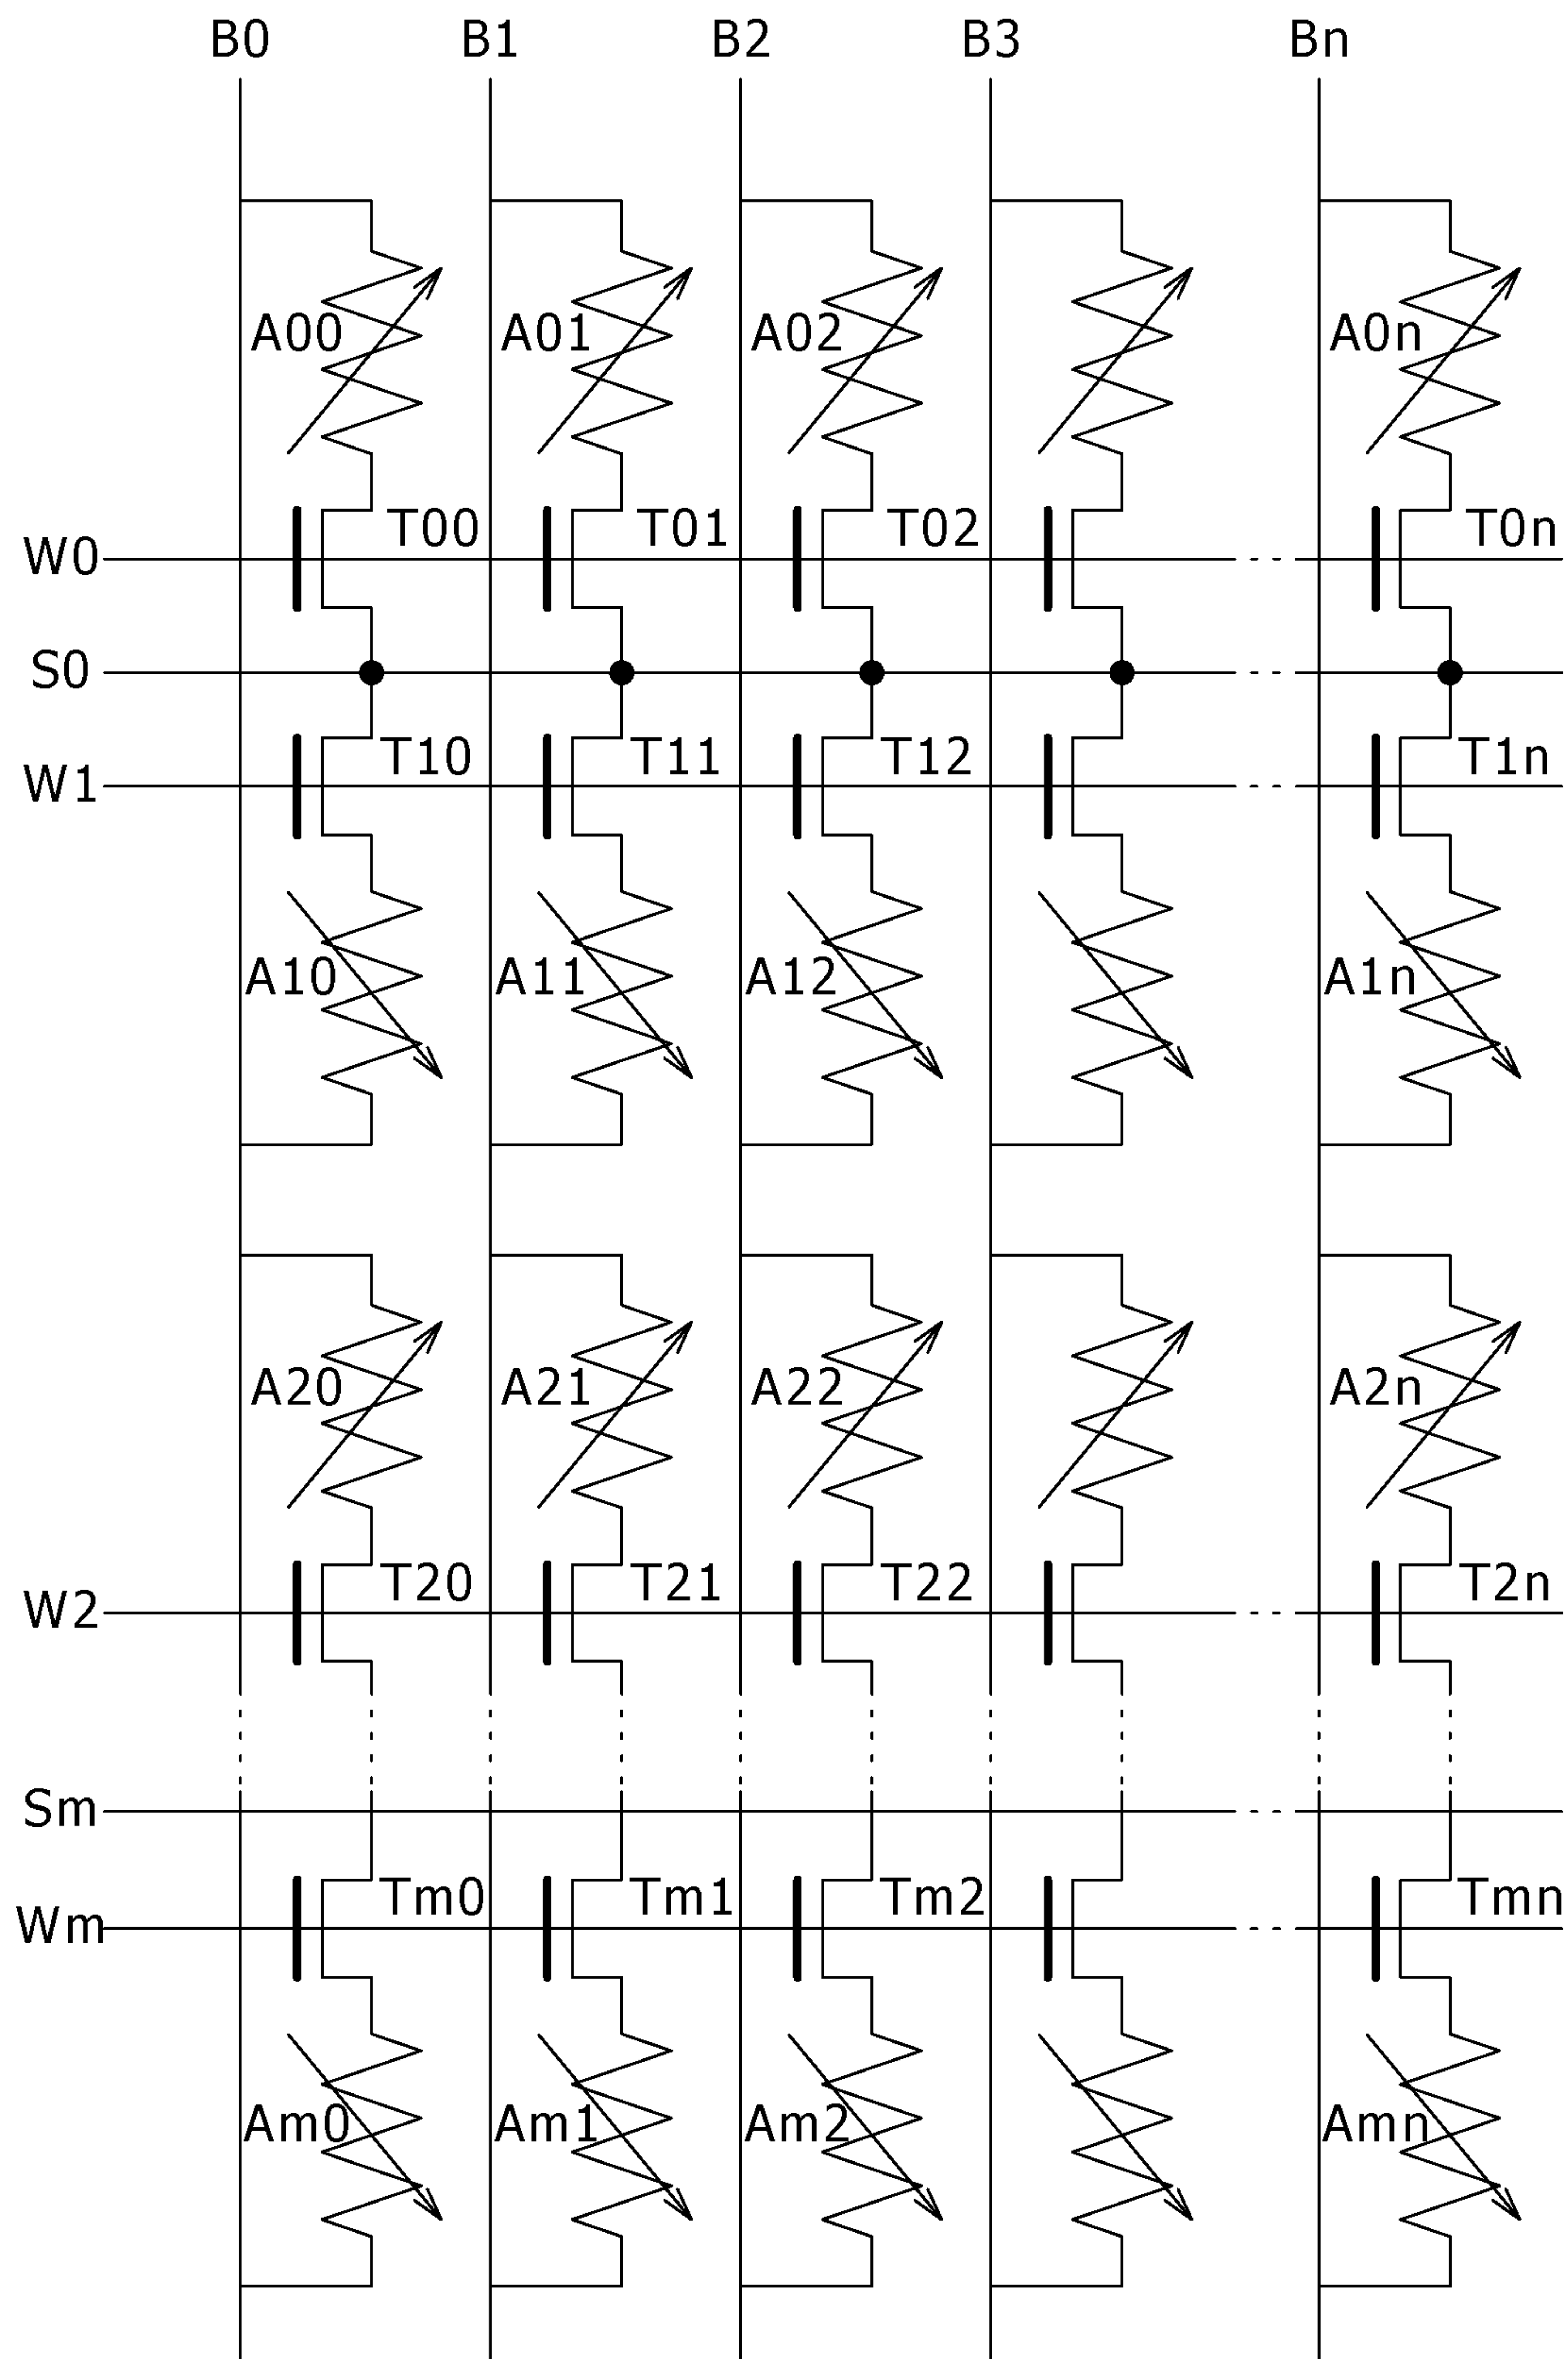 B0 B1 B2 B3 Bn
A00 A01 A02 A0n
T00 T01 T02 T0n
W0
S0
T10 T11 T12 T1n
W1
A10 A11 A12 A1n
A20 A21 A22 A2n
T20 T21 T22 T2n
W2
Sm
Tm0 Tm1 Tm2 Tmn
Wm
Am0 Am1 Am2 Amn